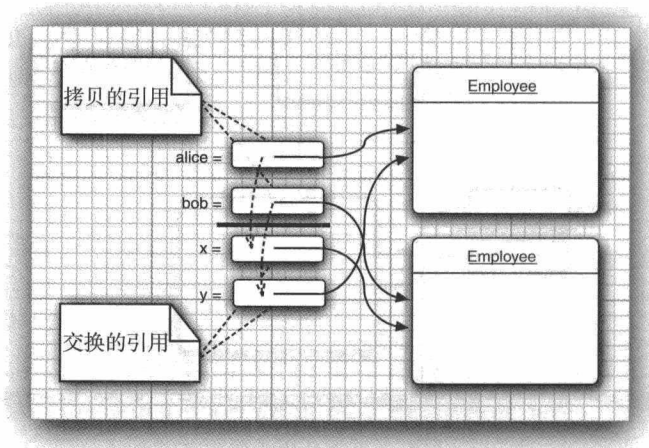 拷贝的引用
Employee
alice =
bob =
x =
Employee
y =
交换的引用